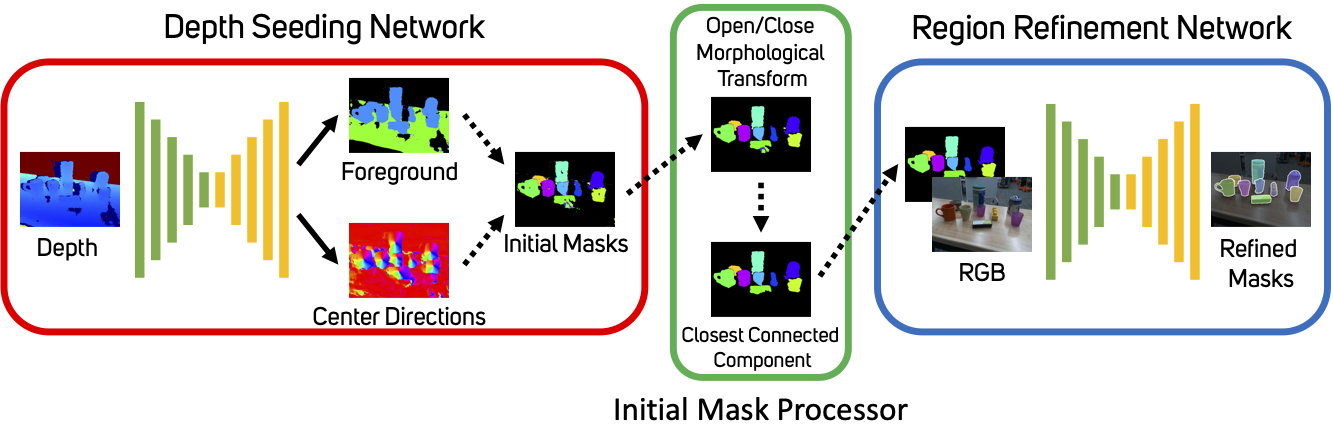 Depth Seeding Network
Depth
Foreground
Center Directions
Initial Masks
Open/Close
Morphological
Transform
Closest Connected
Component
Initial Mask Processor
Region Refinement Network
RGB
Refined
Masks